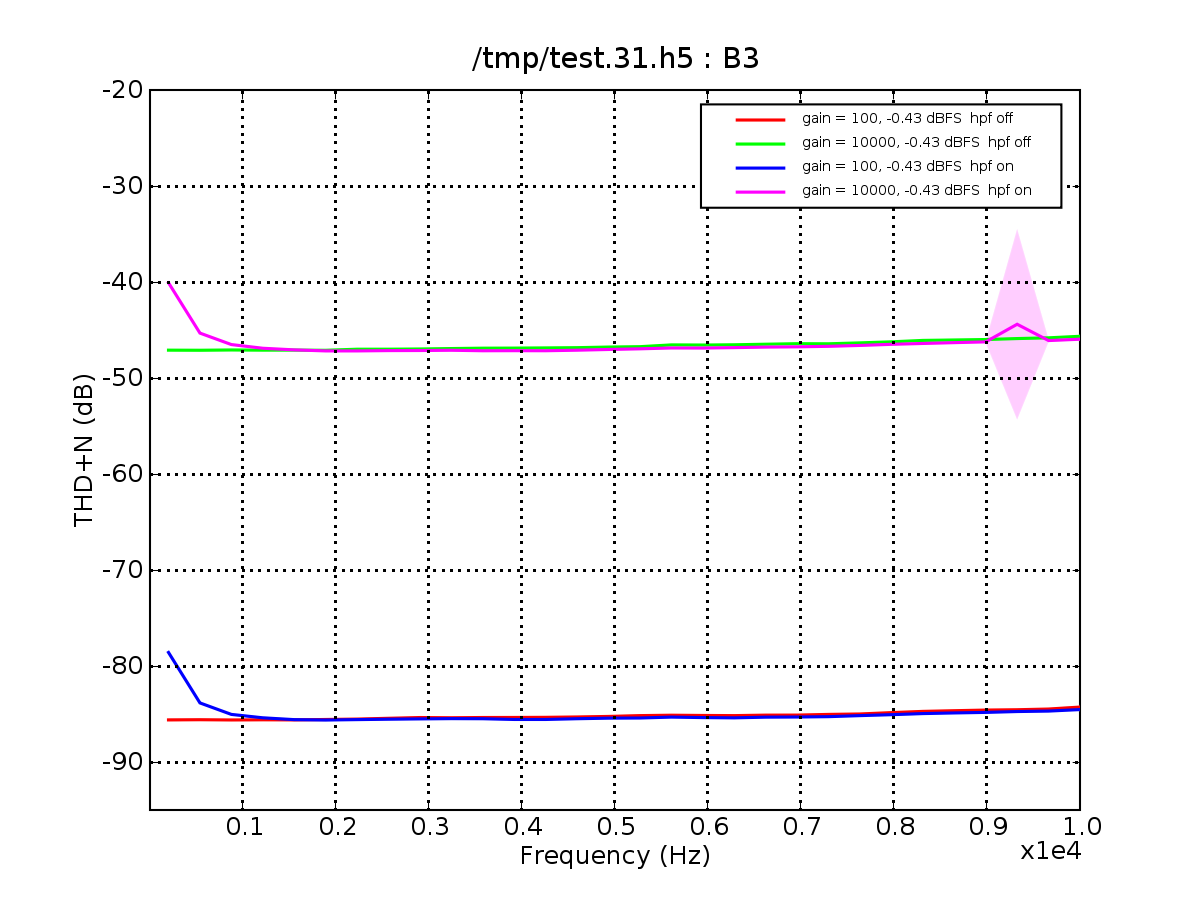 /tmp/test.31.h5 : B3
gain = 100, -0.43 dBFS  hpf off
gain = 10000, -0.43 dBFS  hpf off
gain = 100, -0.43 dBFS  hpf on
gain = 10000, -0.43 dBFS  hpf on
-20
-30
-40
-50
-60
-70
-80
-90
THD+N (dB)
0.1 0.2 0.3 0.4 0.5 0.6 0.7 0.8 0.9 1.0
x1e4
Frequency (Hz)